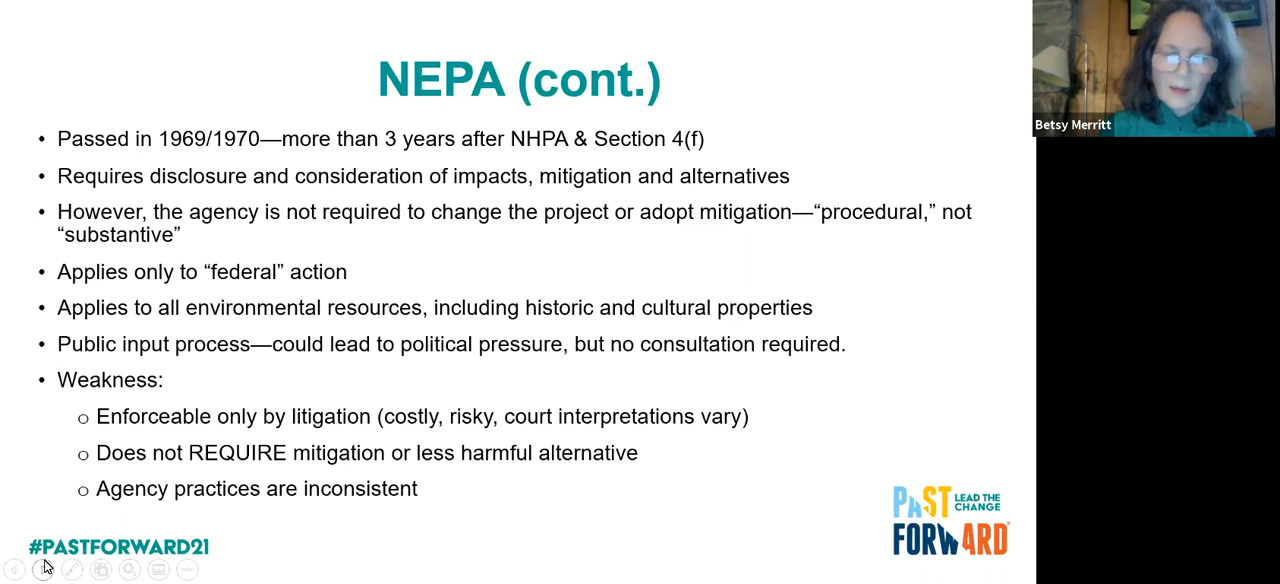 NEPA (cont.)
• Passed in 1969/1970—more than 3 years after NHPA & Section 4(f)
• Requires disclosure and consideration of impacts, mitigation and alternatives
• However, the agency is not required to change the project or adopt mitigation—“procedural,” not
“substantive”
• Applies only to “federal” action
• Applies to all environmental resources, including historic and cultural properties
• Public input process—could lead to political pressure, but no consultation required.
• Weakness:
o Enforceable only by litigation (costly, risky, court interpretations vary)
o Does not REQUIRE mitigation or less harmful alternative
o Agency practices are inconsistent
#PASTFORWARD21
PAST LEAD THE
CHANGE
FORWARD®
Betsy Merritt